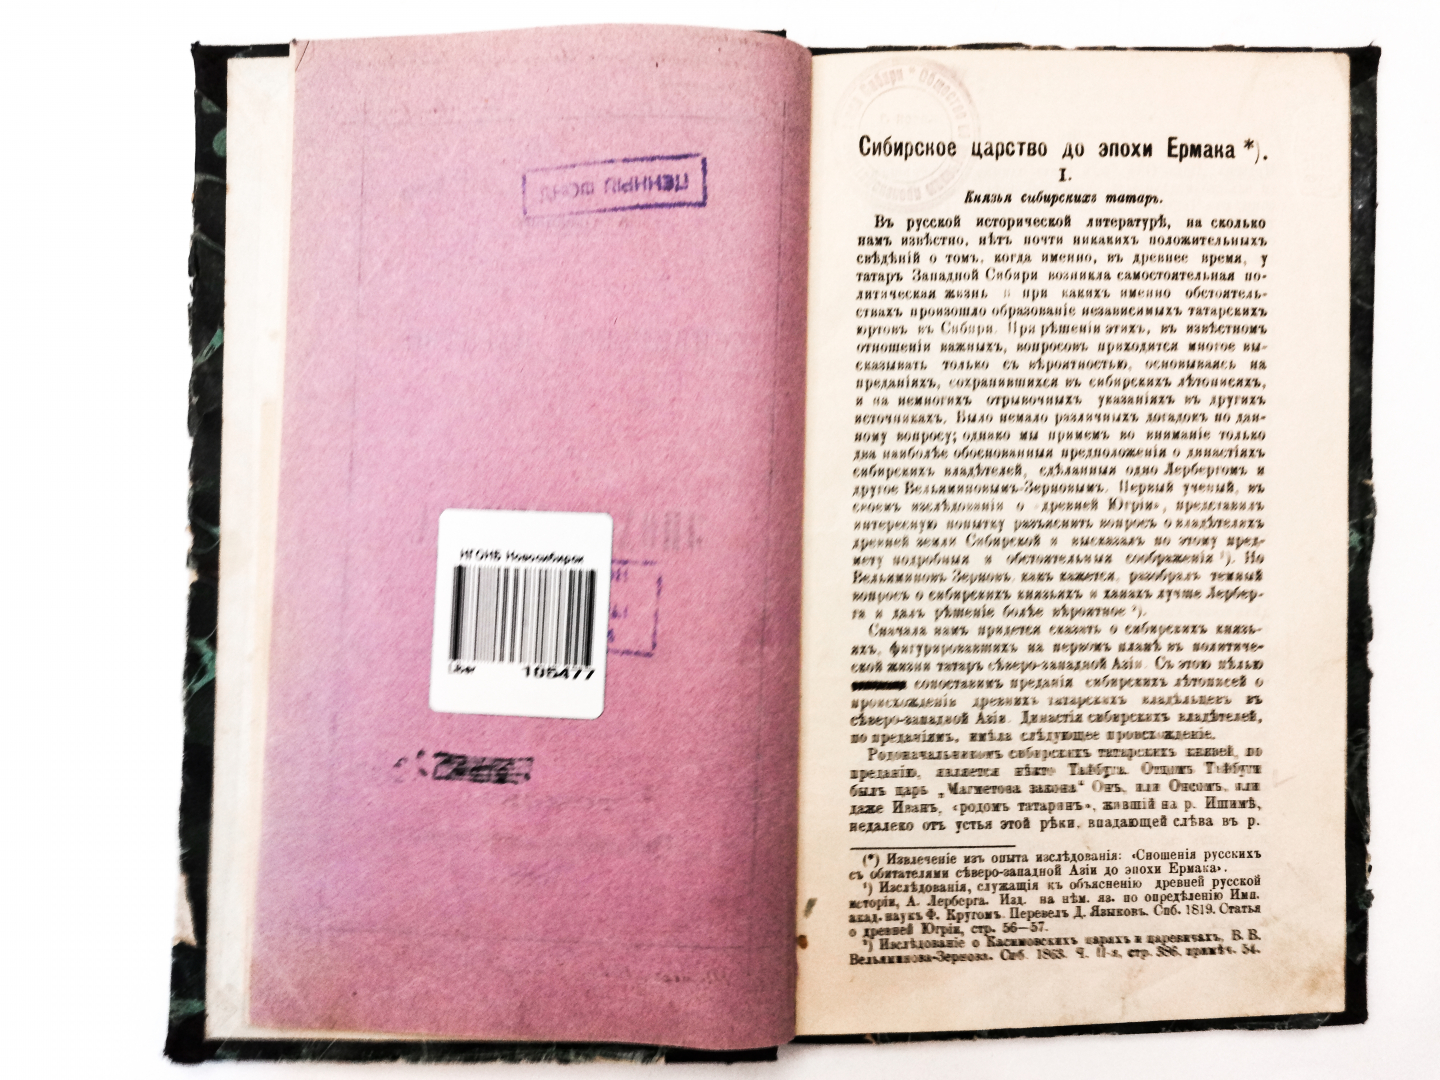 НГОНБ Новосибирск
105477
Сибирское царство до эпохи Ермака *).
I.
Князья сибирскихъ татаръ.
Въ русской исторической литературѣ, на сколько
намъ извѣстно, нѣтъ почти никакихъ положительныхъ
свѣдѣній о томъ, когда именно, въ древнее время, у
татаръ Западной Сибири возникла самостоятельная по-
литическая жизнь и при какихъ именно обстоятель-
ствахъ произошло образованіе независимыхъ татарскихъ
юртовъ въ Сибири. При рѣшеніи этихъ, въ извѣстномъ
отношеніи важныхъ, вопросовъ приходится многое вы-
сказывать только съ вѣроятностью, основываясь на
преданіяхъ, сохранившихся въ сибирскихъ лѣтописяхъ,
и на немногихъ отрывочныхъ указаніяхъ въ другихъ
источникахъ. Было немало различныхъ догадокъ по дан-
ному вопросу; однако мы примемъ во вниманіе только
два наиболѣе обоснованныя предположенія о династіяхъ
сибирскихъ владѣтелей, сдѣланныя одно Лербергомъ и
другое Вельяминовымъ-Зерновымъ. Первый ученый, въ
своемъ изслѣдованіи о «древней Югріи», представилъ
интересную попытку разъяснить вопросъ о владѣтеляхъ
древней земли Сибирской и высказалъ по этому пред-
мету подробныя и обстоятельныя соображенія ¹). Но
Вельяминовъ Зерновъ, какъ кажется, разобралъ темный
вопросъ о сибирскихъ князьяхъ и ханахъ лучше Лербер-
га и далъ рѣшеніе болѣе вѣроятное ²).
Сначала намъ придется сказать о сибирскихъ князь-
яхъ, фигурировавшихъ на первомъ планѣ въ политиче-
ской жизни татаръ сѣверо-западной Азіи. Съ этою цѣлью
сопоставимъ преданія сибирскихъ лѣтописей о
происхожденіи древнихъ татарскихъ владѣльцевъ въ
сѣверо-западной Азіи. Династія сибирскихъ владѣтелей,
по преданіямъ, имѣла слѣдующее происхожденіе.
Родоначальникомъ сибирскихъ татарскихъ князей, по
преданію, является нѣкто Тайбуга. Отцомъ Тайбуги
былъ царь „Магметова закона“ Онъ, или Онсомъ, или
даже Иванъ, «родомъ татаринъ», жившій на р. Ишимѣ,
недалеко отъ устья этой рѣки, впадающей слѣва въ р.
(*) Извлеченіе изъ опыта изслѣдованія: «Сношенія русскихъ
съ обитателями сѣверо-западной Азіи до эпохи Ермака».
¹) Изслѣдованія, служащія къ объясненію древней русской
исторіи, А. Лерберга. Изд. на нѣм. яз. по опредѣленію Имп.
акад. наукъ Ф. Кругомъ. Перевелъ Д. Языковъ. Спб. 1819. Статья
о древней Югріи, стр. 56—57.
²) Изслѣдованіе о Касимовскихъ царяхъ и царевичахъ, В. В.
Вельяминова-Зернова. Спб. 1863. Ч. II-я, стр. 386, примѣч. 54.